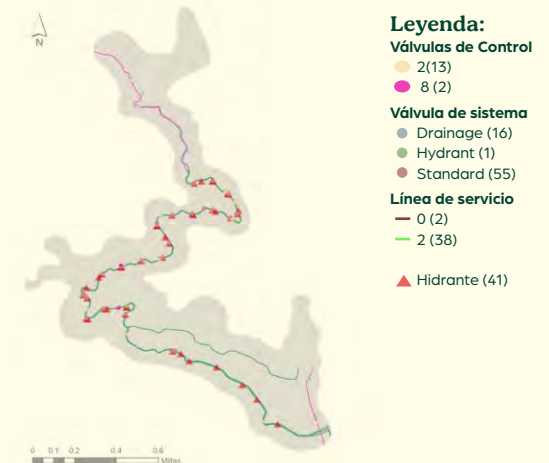 N
Leyenda:
Válvulas de Control
2(13)
8 (2)
Válvula de sistema
Drainage (16)
Hydrant (1)
Standard (55)
Línea de servicio
0 (2)
2 (38)
Hidrante (41)
0 0,1 0,2 0,4 0,6
Millas